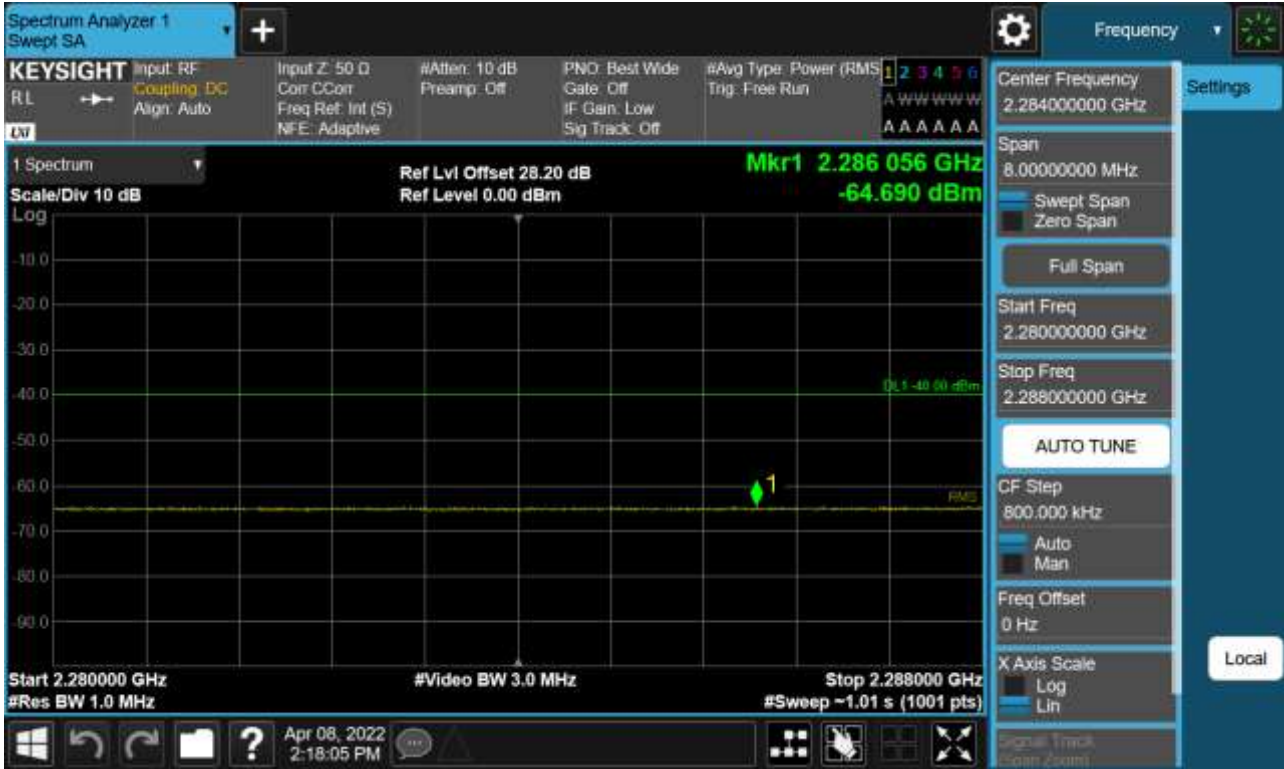 Spectrum Analyzer 1
Swept SA
+
Frequency
KEYSIGHT
RL
LXI
Input: RF
Coupling: DC
Align: Auto
Input Z: 50 Ω
Corr CCorr
Freq Ref: Int (S)
NFE: Adaptive
#Atten: 10 dB
Preamp: Off
PNO: Best Wide
Gate: Off
IF Gain: Low
Sig Track: Off
#Avg Type: Power (RMS
Trig: Free Run
1 2 3 4 5 6
A W W W W W
A A A A A A
1 Spectrum
Scale/Div 10 dB
Log
Ref Lvl Offset 28.20 dB
Ref Level 0.00 dBm
Mkr1 2.286 056 GHz
-64.690 dBm
-10.0
-20.0
-30.0
-40.0
DL1 -40.00 dBm
-50.0
-60.0
1
RMS
-70.0
-80.0
-90.0
Start 2.280000 GHz
#Res BW 1.0 MHz
#Video BW 3.0 MHz
Stop 2.288000 GHz
#Sweep ~1.01 s (1001 pts)
Center Frequency
2.284000000 GHz
Settings
Span
8.00000000 MHz
Swept Span
Zero Span
Full Span
Start Freq
2.280000000 GHz
Stop Freq
2.288000000 GHz
AUTO TUNE
CF Step
800.000 kHz
Auto
Man
Freq Offset
0 Hz
X Axis Scale
Log
Lin
Local
Signal Track
(Span Zoom)
?
Apr 08, 2022
2:18:05 PM